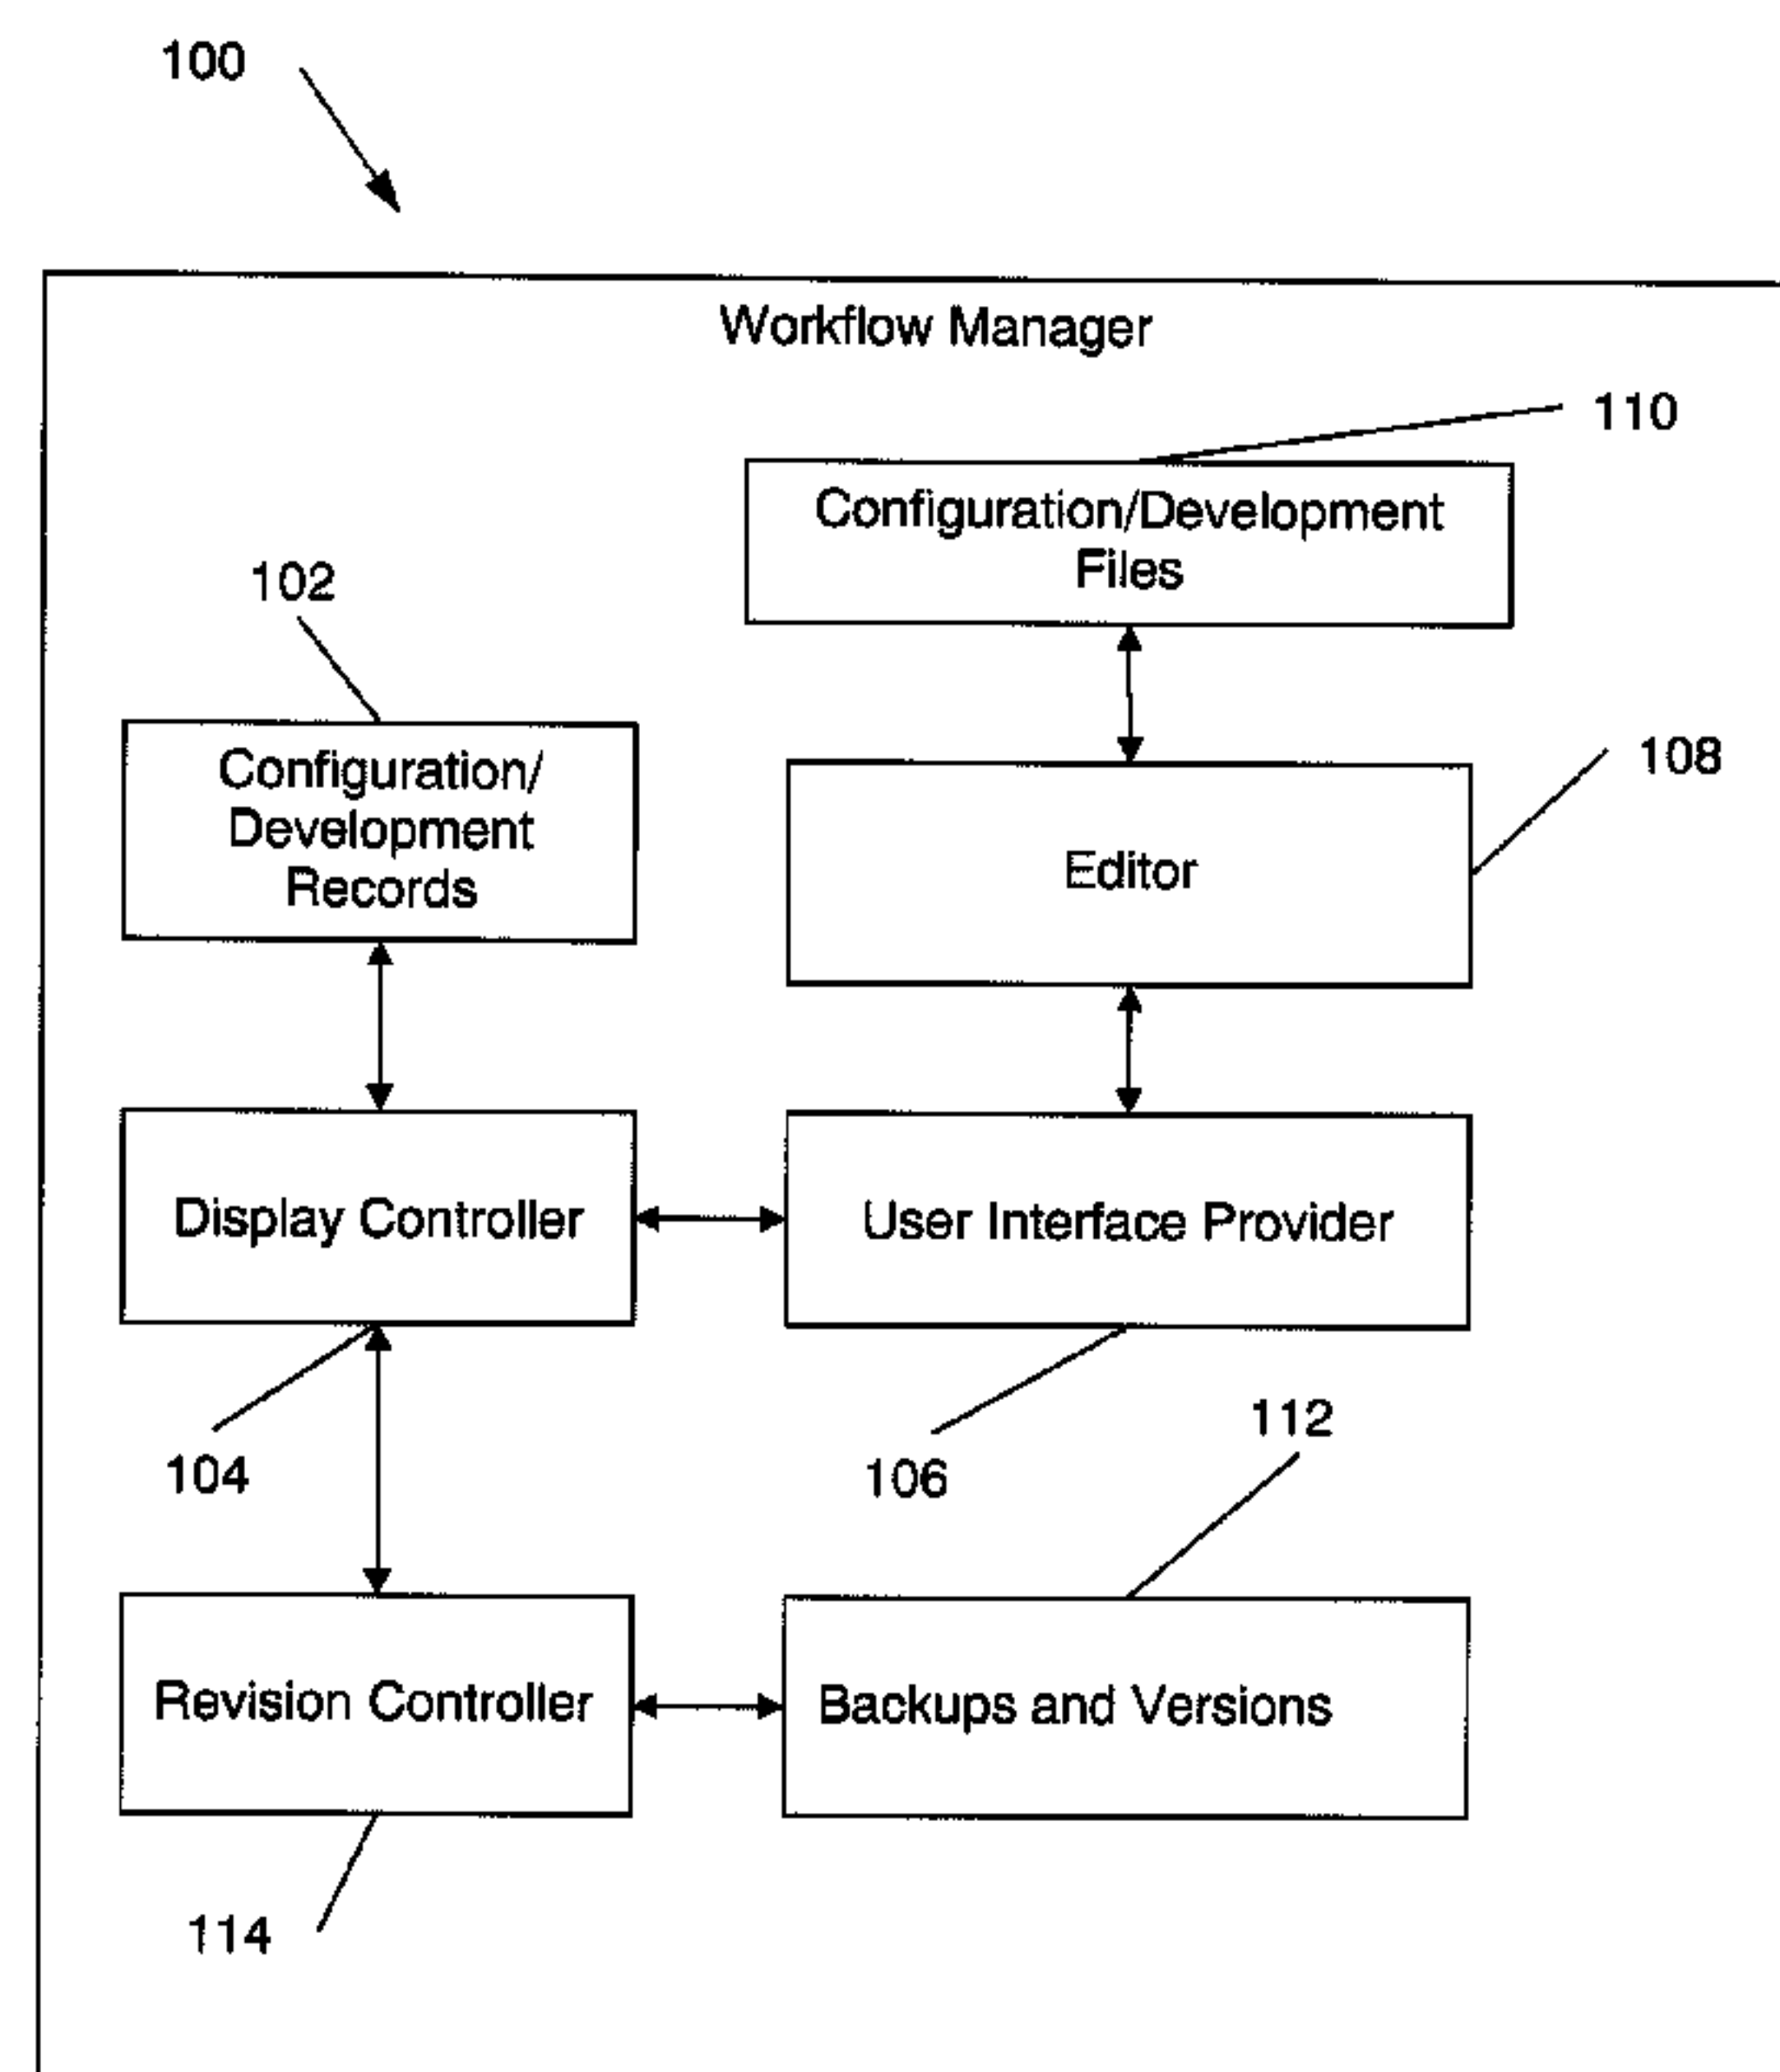 100
Workflow Manager
110
Configuration/Development
Files
102
108
Configuration/
Development
Records
Editor
Display Controller
User Interface Provider
104
106
112
Revision Controller
Backups and Versions
114